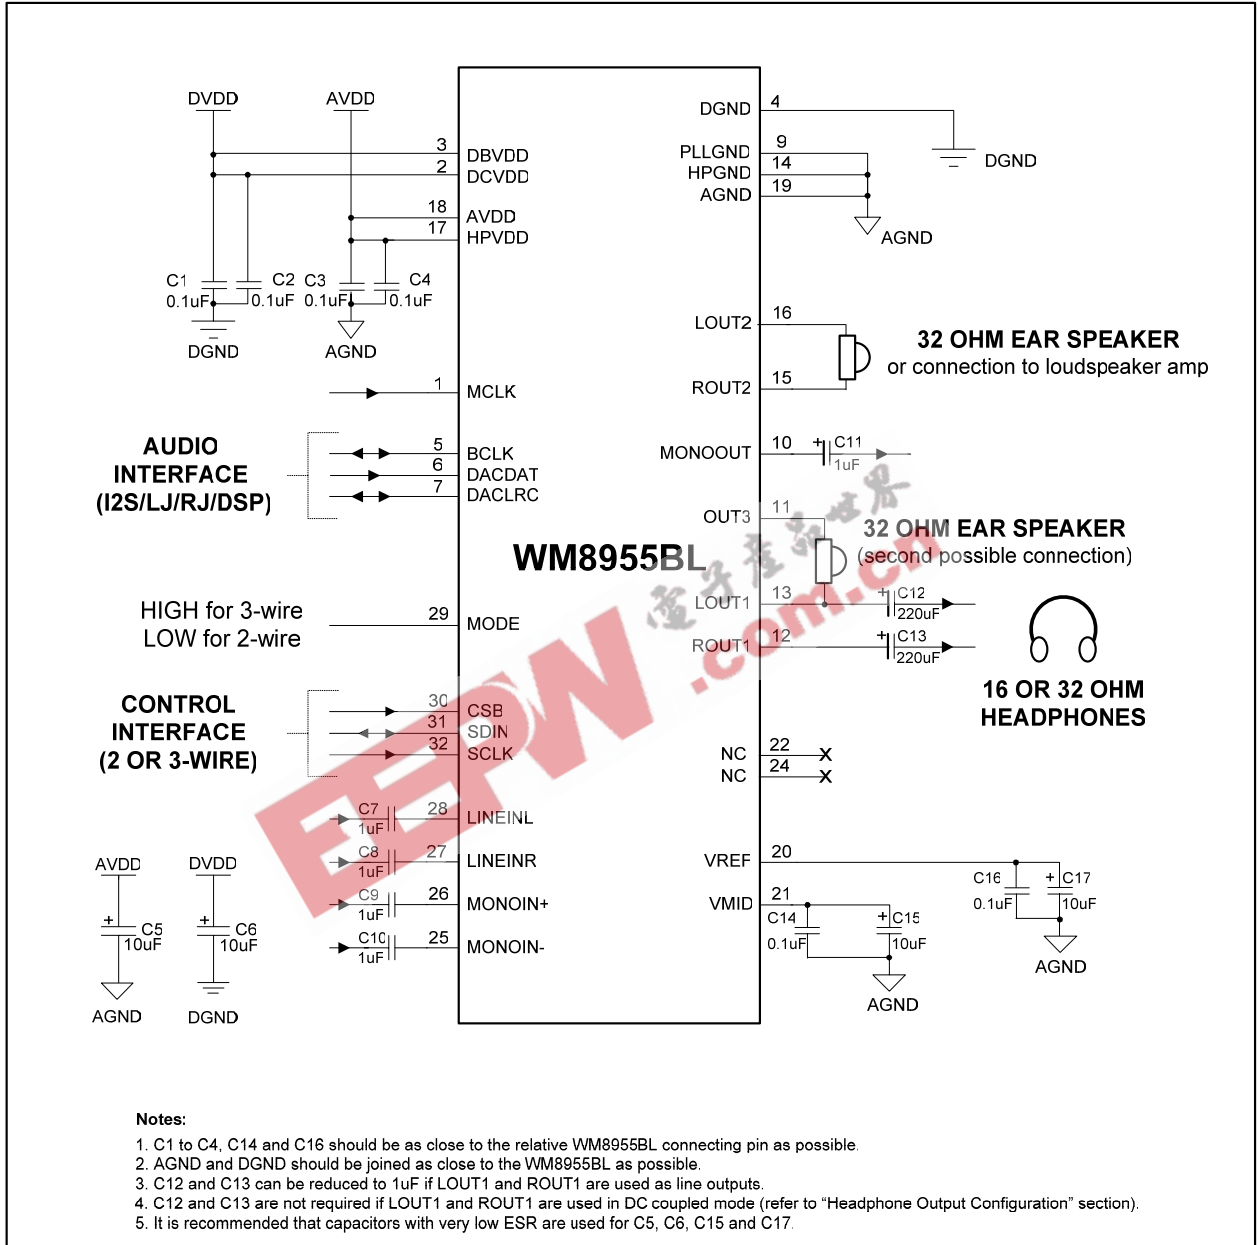 DVDD
AVDD
3
DBVDD
2
DCVDD
18
AVDD
17
HPVDD
C1
0.1uF
C2
0.1uF
C3
0.1uF
C4
0.1uF
DGND
AGND
1
MCLK
AUDIO
INTERFACE
(I2S/LJ/RJ/DSP)
5
BCLK
6
DACDAT
7
DACLRC
WM8955BL
HIGH for 3-wire
LOW for 2-wire
29
MODE
CONTROL
INTERFACE
(2 OR 3-WIRE)
30
CSB
31
SDIN
32
SCLK
C7
1uF
28
LINEINL
C8
1uF
27
LINEINR
C9
1uF
26
MONOIN+
C10
1uF
25
MONOIN-
AVDD
+
C5
10uF
AGND
DVDD
+
C6
10uF
DGND
DGND
4
DGND
PLLGND
9
HPGND
14
AGND
19
AGND
LOUT2
16
ROUT2
15
32 OHM EAR SPEAKER
or connection to loudspeaker amp
MONOOUT
10
+
C11
1uF
OUT3
11
32 OHM EAR SPEAKER
(second possible connection)
LOUT1
13
+
C12
220uF
ROUT1
12
+
C13
220uF
16 OR 32 OHM
HEADPHONES
NC
22
X
NC
24
X
VREF
20
C16
0.1uF
+
C17
10uF
AGND
VMID
21
C14
0.1uF
+
C15
10uF
AGND
EEPW
電子産品世界
.com.cn
Notes:
1. C1 to C4, C14 and C16 should be as close to the relative WM8955BL connecting pin as possible.
2. AGND and DGND should be joined as close to the WM8955BL as possible.
3. C12 and C13 can be reduced to 1uF if LOUT1 and ROUT1 are used as line outputs.
4. C12 and C13 are not required if LOUT1 and ROUT1 are used in DC coupled mode (refer to “Headphone Output Configuration” section).
5. It is recommended that capacitors with very low ESR are used for C5, C6, C15 and C17.